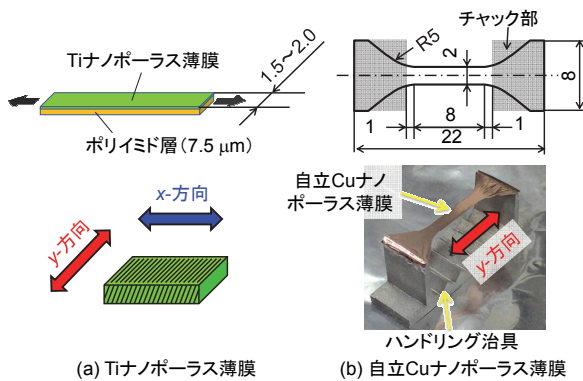 Tiナノポーラス薄膜
1.5～2.0
ポリイミド層(7.5 μm)
x-方向
y-方向
(a) Tiナノポーラス薄膜
チャック部
R5
2
8
8
1
1
22
自立Cuナノ
ポーラス薄膜
y-方向
ハンドリング治具
(b) 自立Cuナノポーラス薄膜